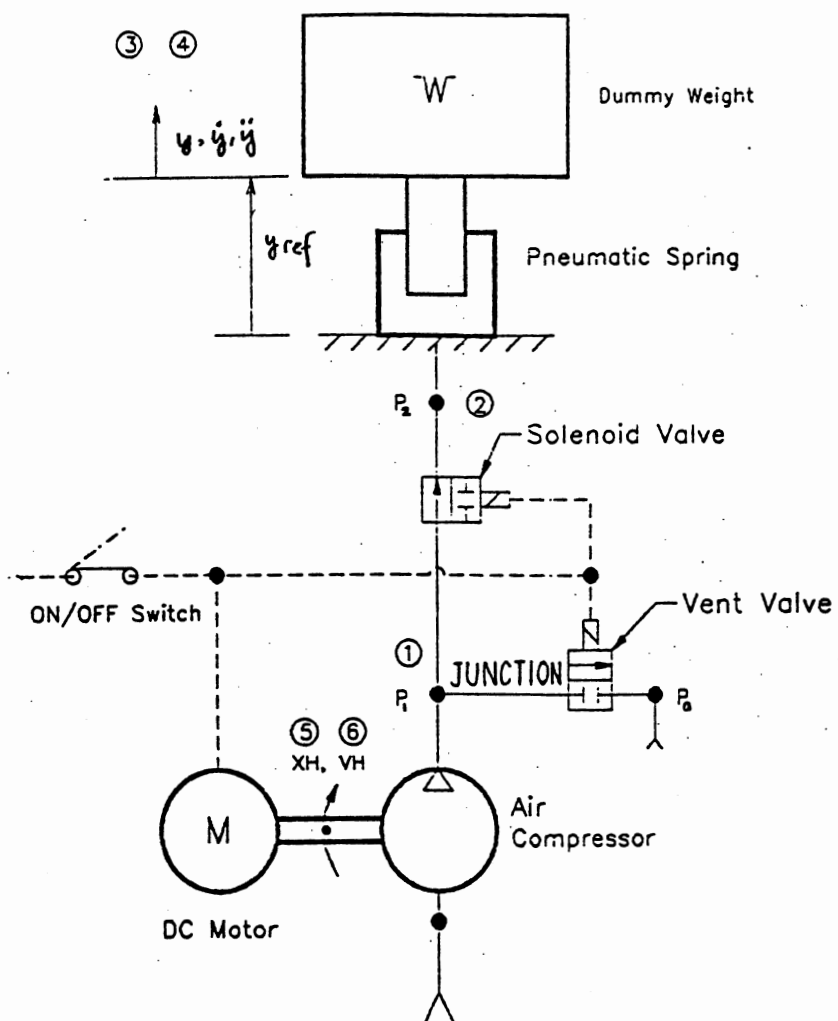 ③ ④
W
Dummy Weight
y, ẏ, ÿ
y ref
Pneumatic Spring
P₂ ②
Solenoid Valve
ON/OFF Switch
Vent Valve
①
JUNCTION
P₁
Pₐ
⑤ ⑥
XH, VH
M
Air
Compressor
DC Motor